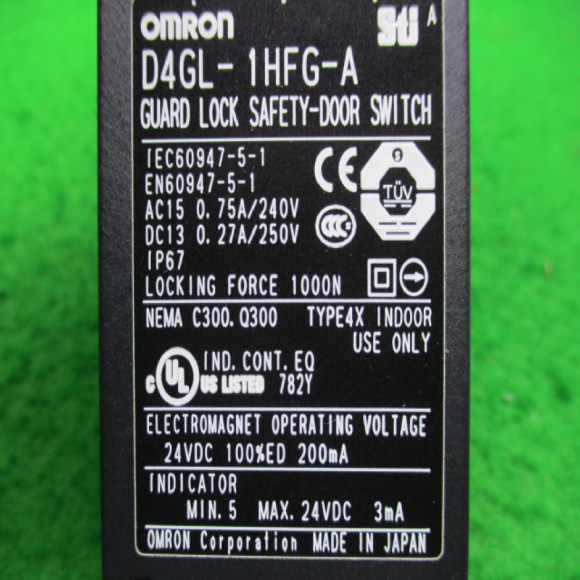 OMRON STI A
D4GL-1HFG-A
GUARD LOCK SAFETY-DOOR SWITCH
IEC60947-5-1
EN60947-5-1
AC15 0.75A/240V
DC13 0.27A/250V
IP67
LOCKING FORCE 1000N
CE
TÜV
CCC
NEMA C300.Q300 TYPE4X INDOOR
USE ONLY
IND. CONT. EQ
C UL US LISTED 782Y
ELECTROMAGNET OPERATING VOLTAGE
24VDC 100%ED 200mA
INDICATOR
MIN. 5 MAX. 24VDC 3mA
OMRON Corporation MADE IN JAPAN